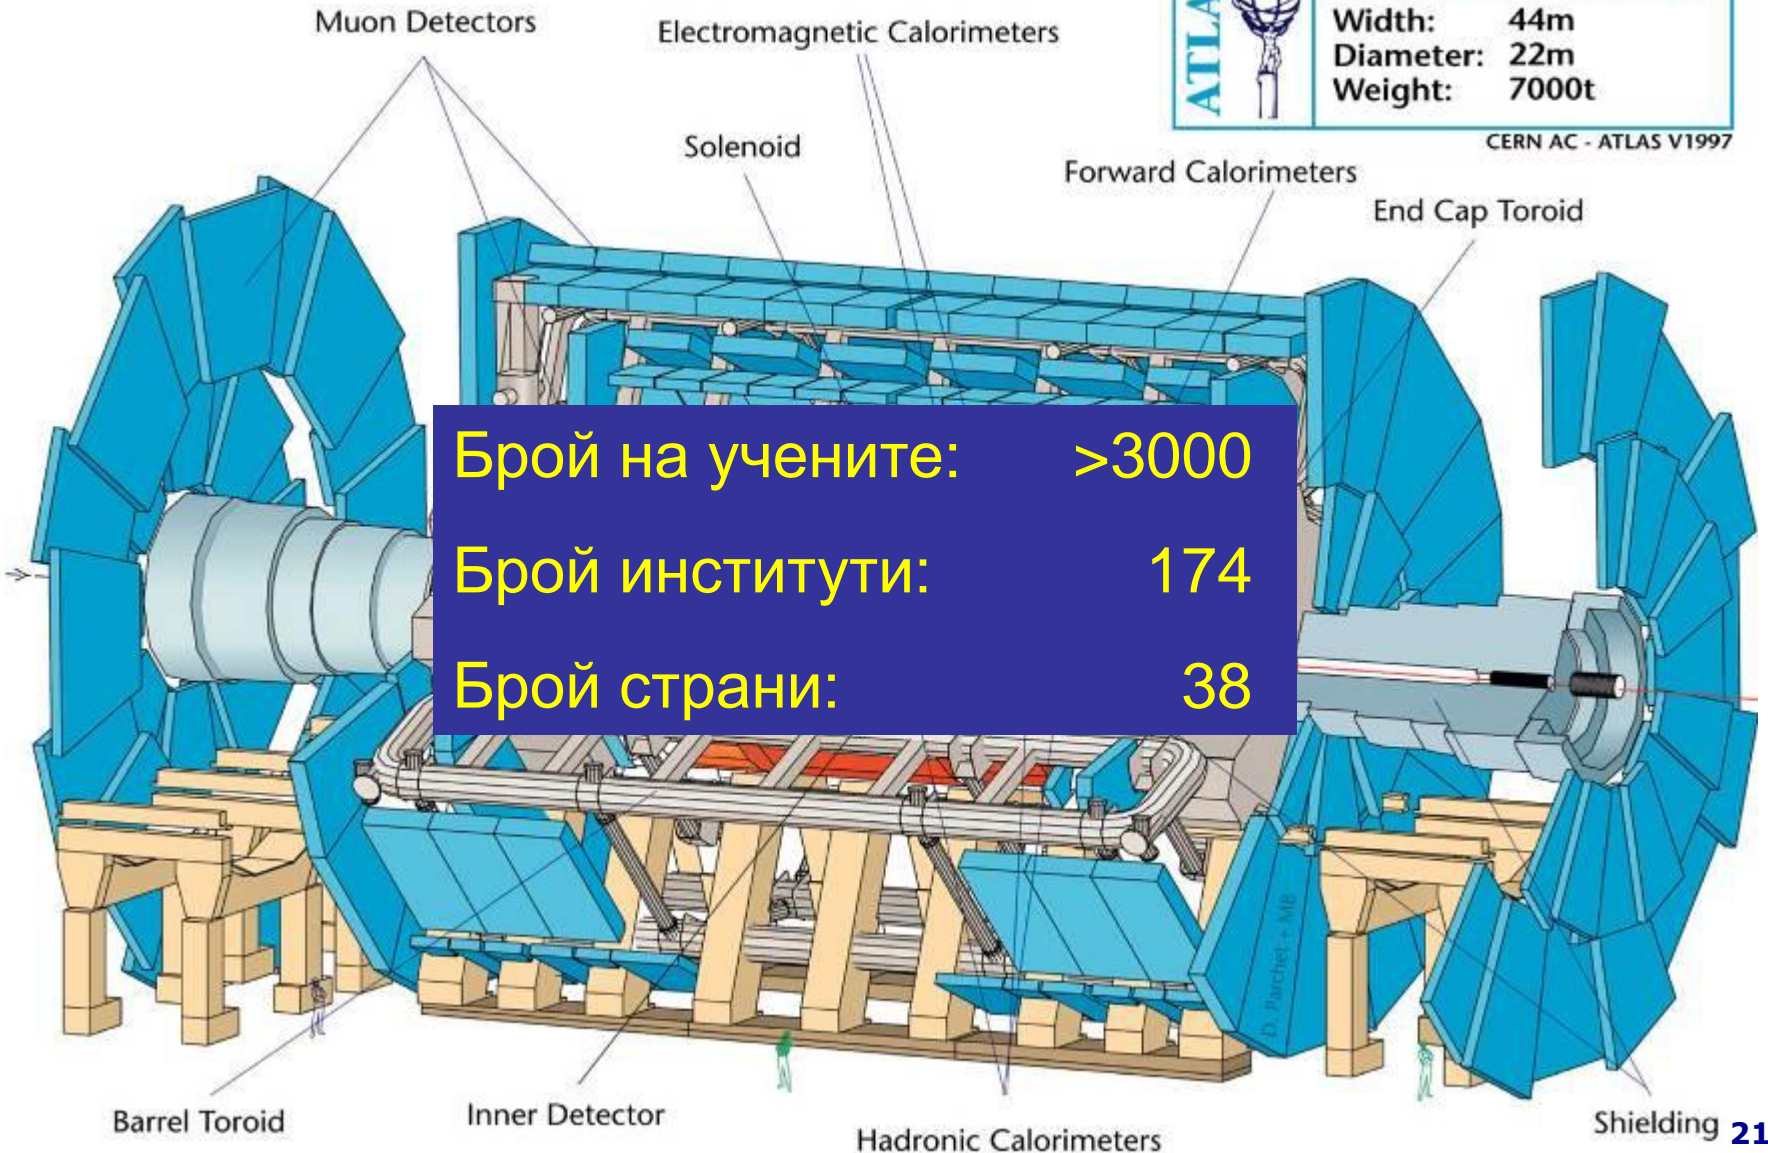 Muon Detectors
Electromagnetic Calorimeters
Width: 44m
Diameter: 22m
Weight: 7000t
CERN AC - ATLAS V1997
Solenoid
Forward Calorimeters
End Cap Toroid
Брой на учените: >3000
Брой институти: 174
Брой страни: 38
D. Parchet + MB
Barrel Toroid
Inner Detector
Hadronic Calorimeters
Shielding
21